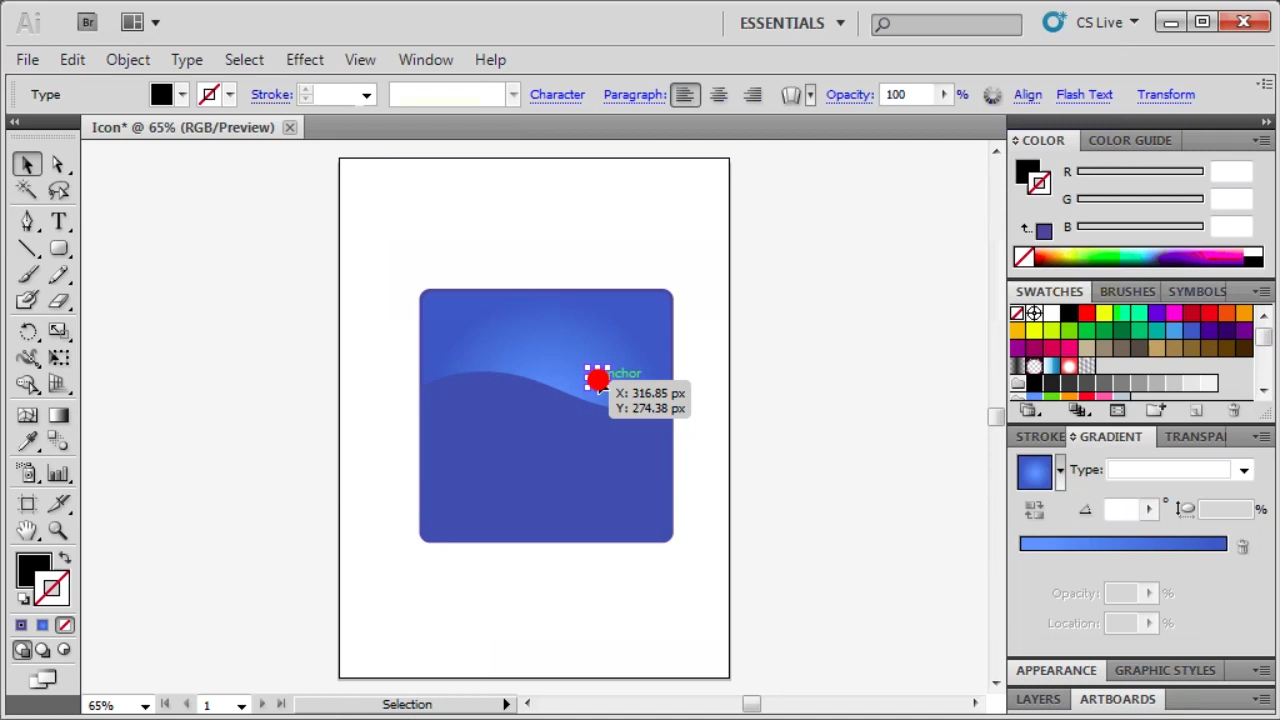 Ai Br ESSENTIALS CS Live
File Edit Object Type Select Effect View Window Help
Type Stroke: Character Paragraph: Opacity: 100 % Align Flash Text Transform
Icon* @ 65% (RGB/Preview)
COLOR COLOR GUIDE
R
G
B
SWATCHES BRUSHES SYMBOLS
nchor
X: 316.85 px
Y: 274.38 px
STROKE GRADIENT TRANSPA
Type:
° %
Opacity: %
Location: %
APPEARANCE GRAPHIC STYLES
LAYERS ARTBOARDS
65% 1 Selection